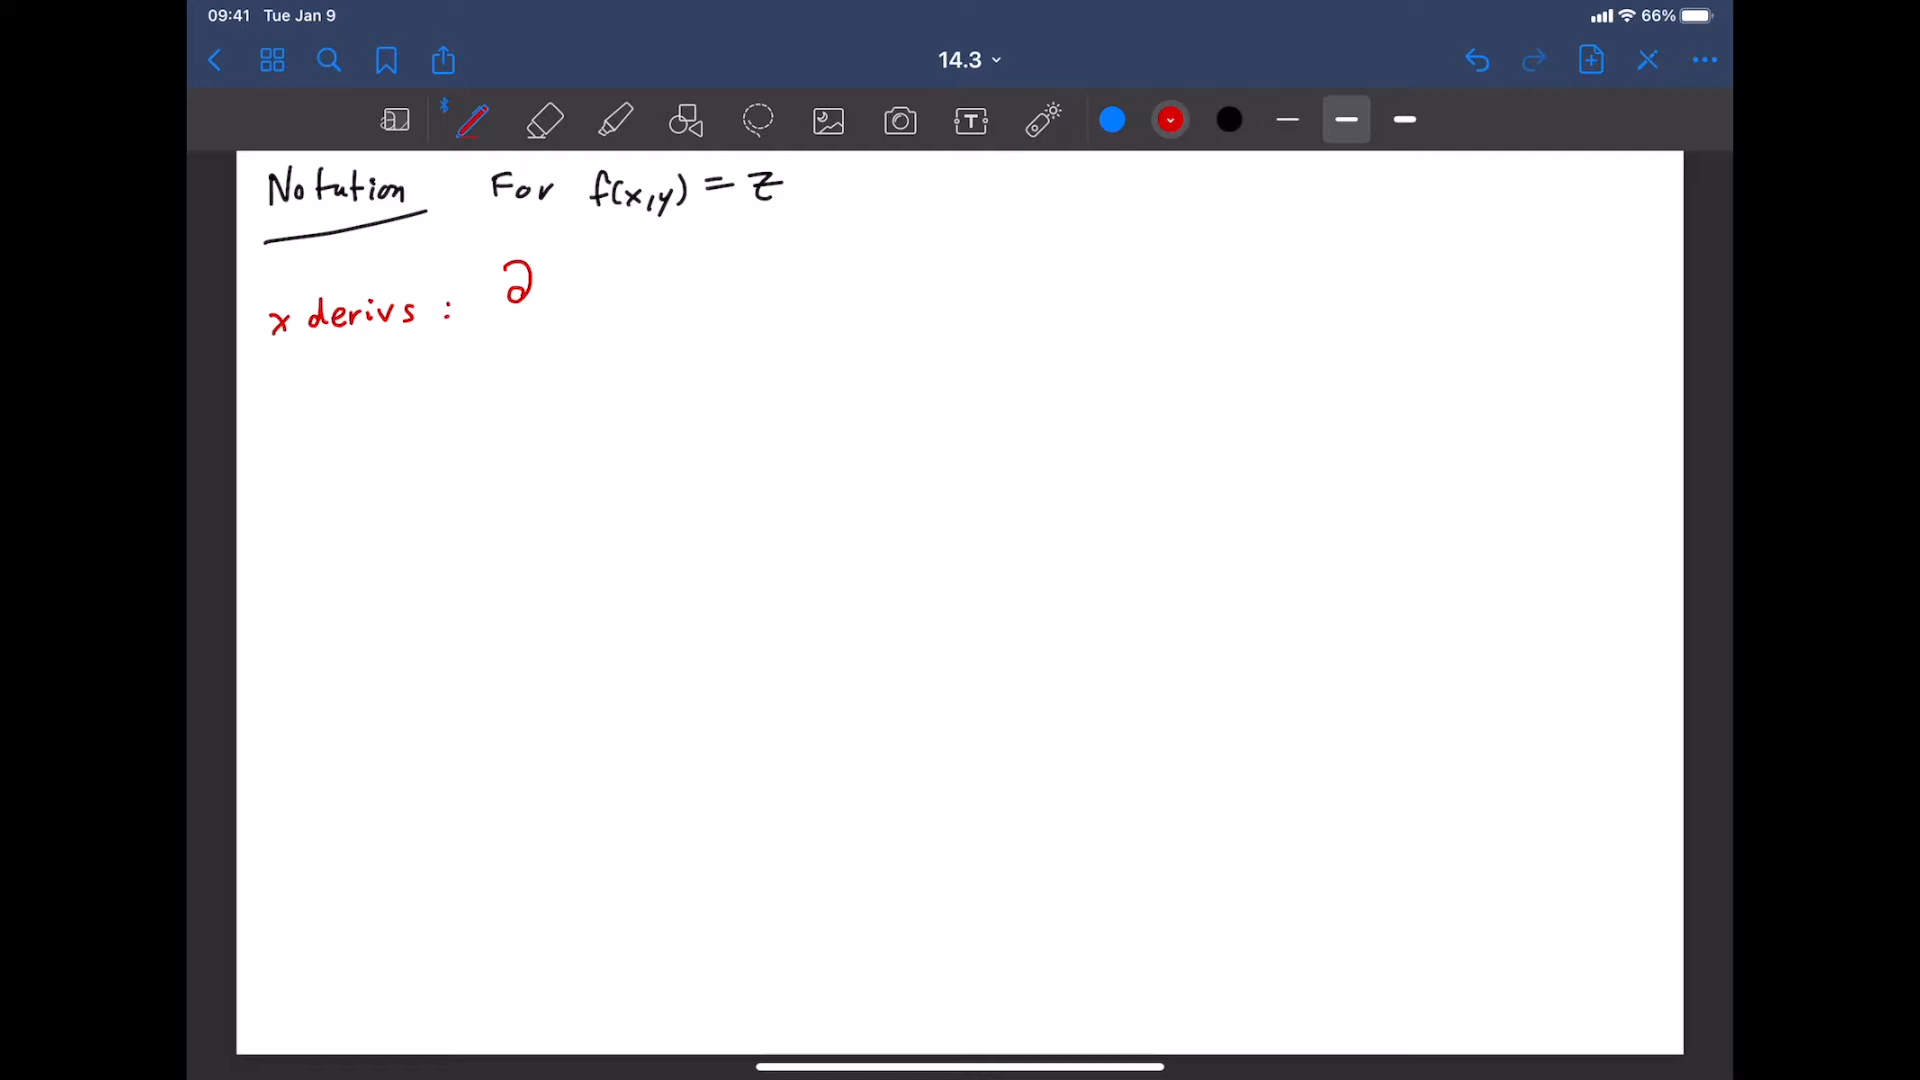 09:41 Tue Jan 9 66%
14.3
Notation For f(x,y) = z
x derivs : ∂